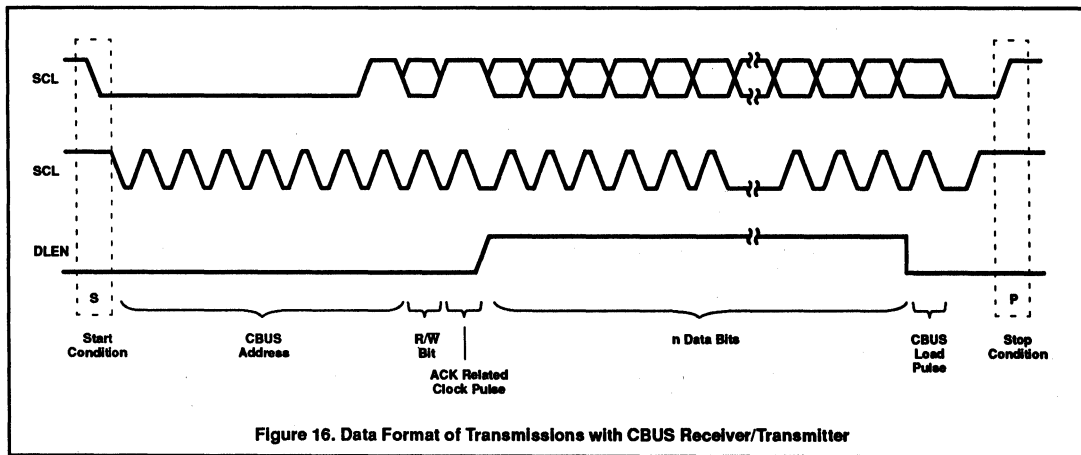 SCL
SCL
DLEN
S
P
Start
Condition
CBUS
Address
R/W
Bit
ACK Related
Clock Pulse
n Data Bits
CBUS
Load
Pulse
Stop
Condition
Figure 16. Data Format of Transmissions with CBUS Receiver/Transmitter